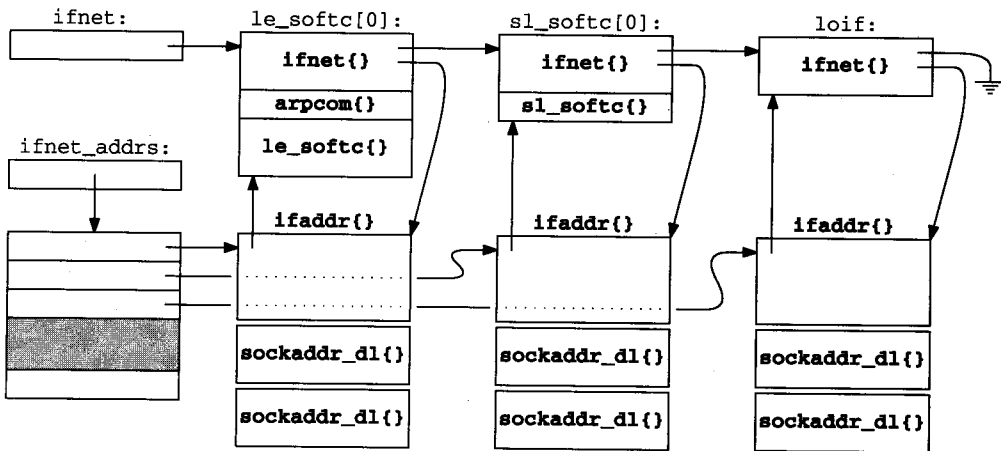 ifnet:
le_softc[0]:
sl_softc[0]:
loif:
ifnet{}
ifnet{}
ifnet{}
arpcom{}
sl_softc{}
le_softc{}
ifnet_addrs:
ifaddr{}
ifaddr{}
ifaddr{}
sockaddr_dl{}
sockaddr_dl{}
sockaddr_dl{}
sockaddr_dl{}
sockaddr_dl{}
sockaddr_dl{}